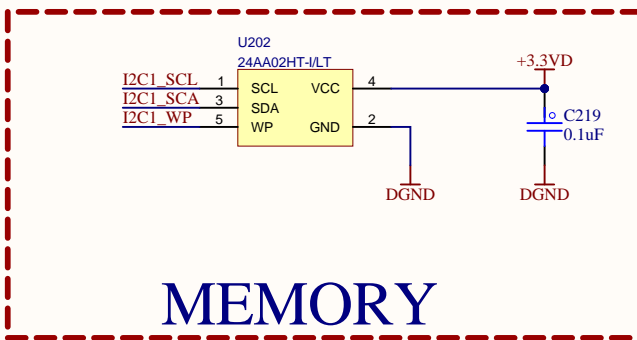 U202
24AA02HT-I/LT
I2C1_SCL 1 SCL VCC 4
I2C1_SCA 3 SDA
I2C1_WP 5 WP GND 2
+3.3VD
C219
0.1uF
DGND
DGND
MEMORY